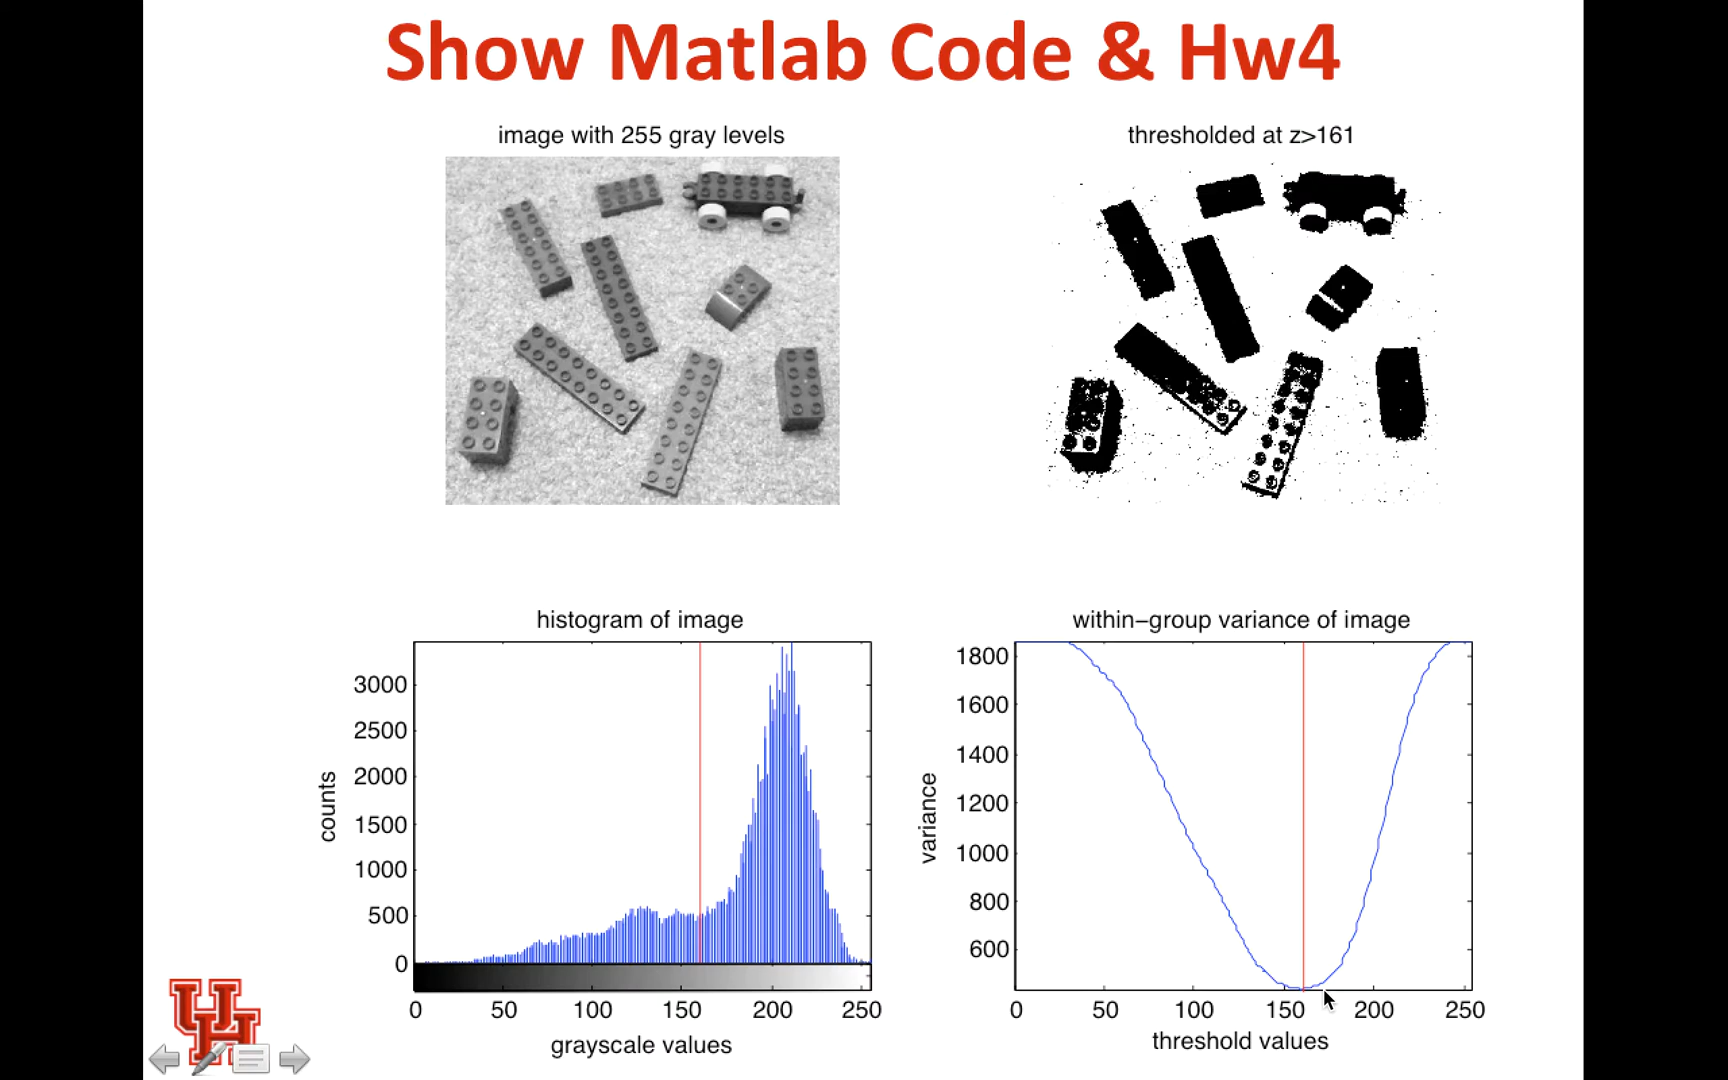 Show Matlab Code & Hw4
image with 255 gray levels
thresholded at z>161
histogram of image
3000
2500
2000
1500
1000
500
0
counts
0 50 100 150 200 250
grayscale values
within-group variance of image
1800
1600
1400
1200
1000
800
600
variance
0 50 100 150 200 250
threshold values
UH